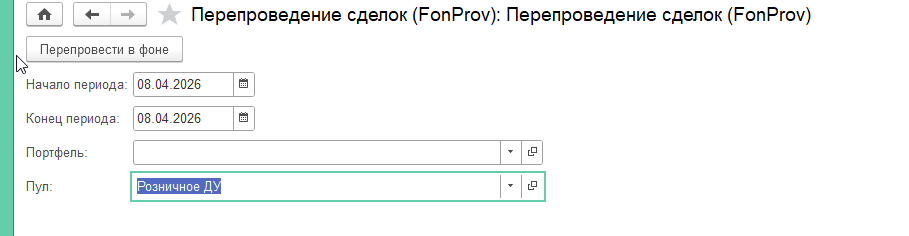 Перепроведение сделок (FonProv): Перепроведение сделок (FonProv)
Перепровести в фоне
Начало периода: 08.04.2026
Конец периода: 08.04.2026
Портфель:
Пул: Розничное ДУ